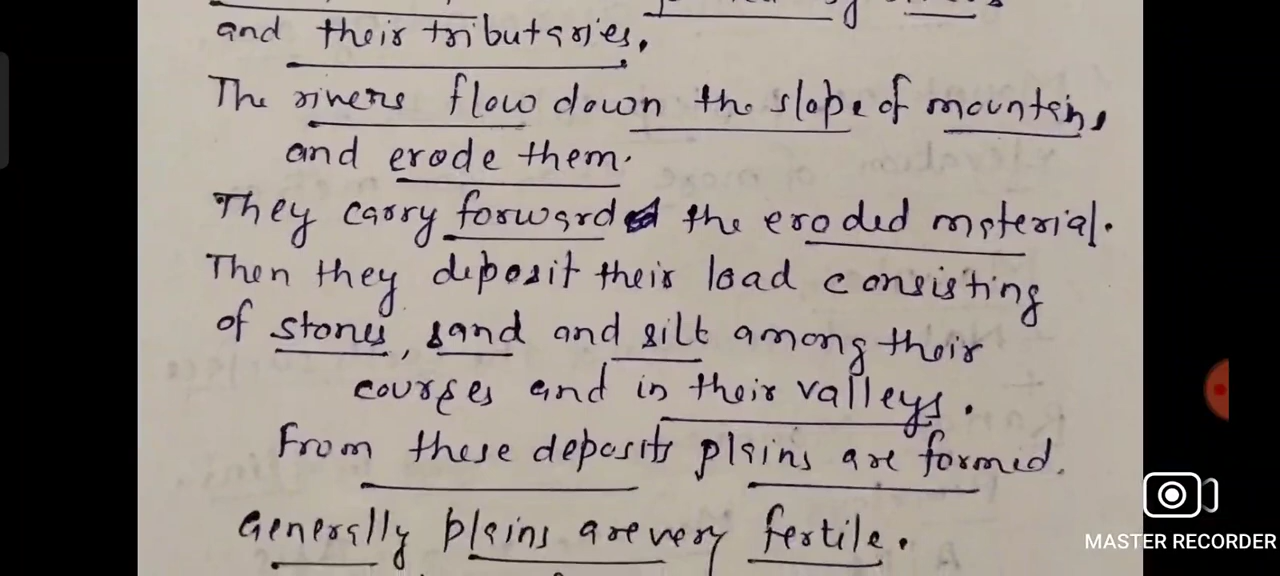 and their tributaries.
The rivers flow down the slope of mountains
and erode them.
They carry forward the eroded material.
Then they deposit their load consisting
of stones, sand and silt among their
courses and in their valleys.
From these deposits plains are formed.
Generally plains are very fertile.
MASTER RECORDER